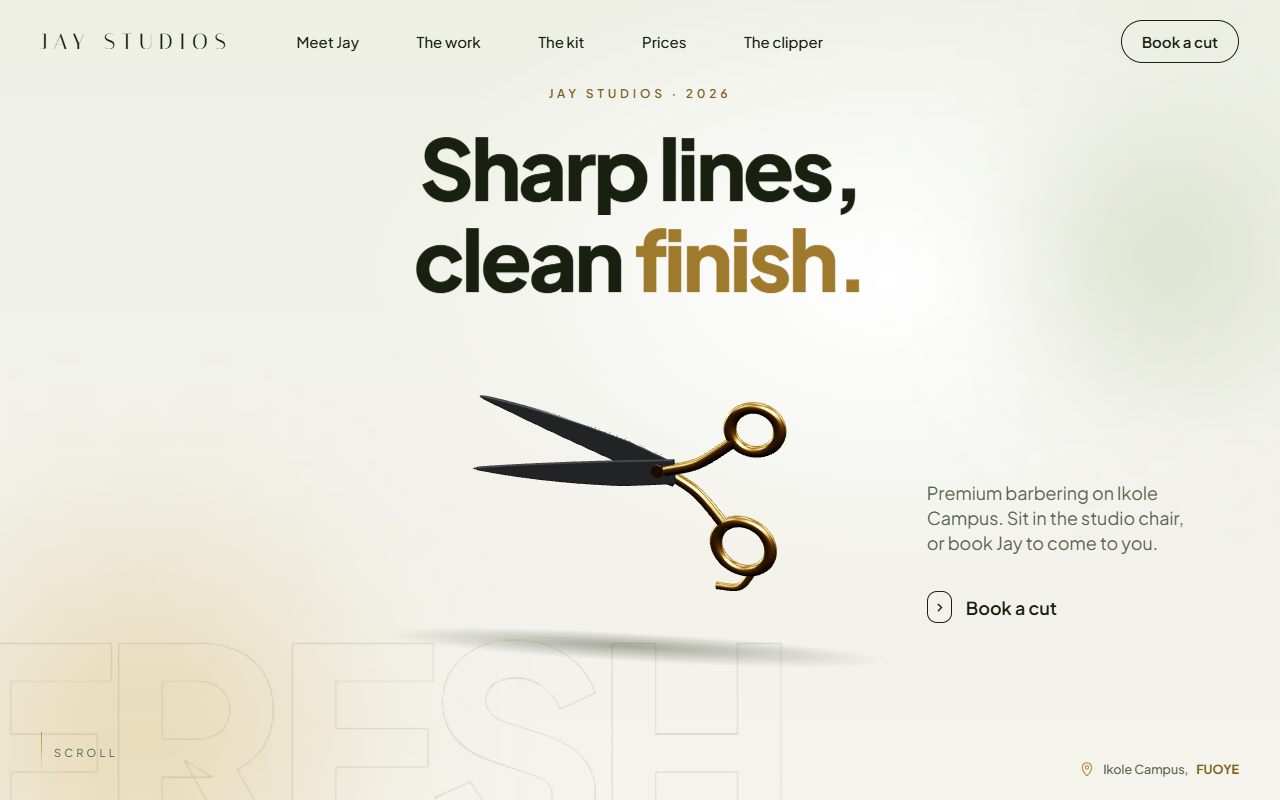 JAY STUDIOS
Meet Jay
The work
The kit
Prices
The clipper
Book a cut
JAY STUDIOS · 2026
Sharp lines,
clean finish.
Premium barbering on Ikole
Campus. Sit in the studio chair,
or book Jay to come to you.
Book a cut
FRESH
SCROLL
Ikole Campus, FUOYE